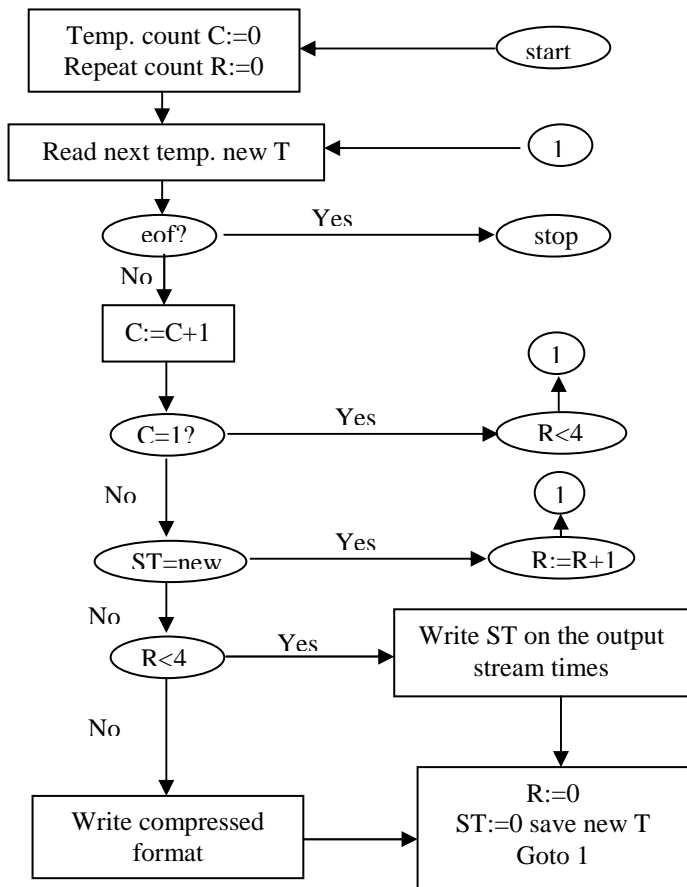 Temp. count C:=0
Repeat count R:=0
start
Read next temp. new T
1
eof?
Yes
stop
No
C:=C+1
1
C=1?
Yes
R<4
No
1
ST=new
Yes
R:=R+1
No
R<4
Yes
Write ST on the output
stream times
No
Write compressed
format
R:=0
ST:=0 save new T
Goto 1